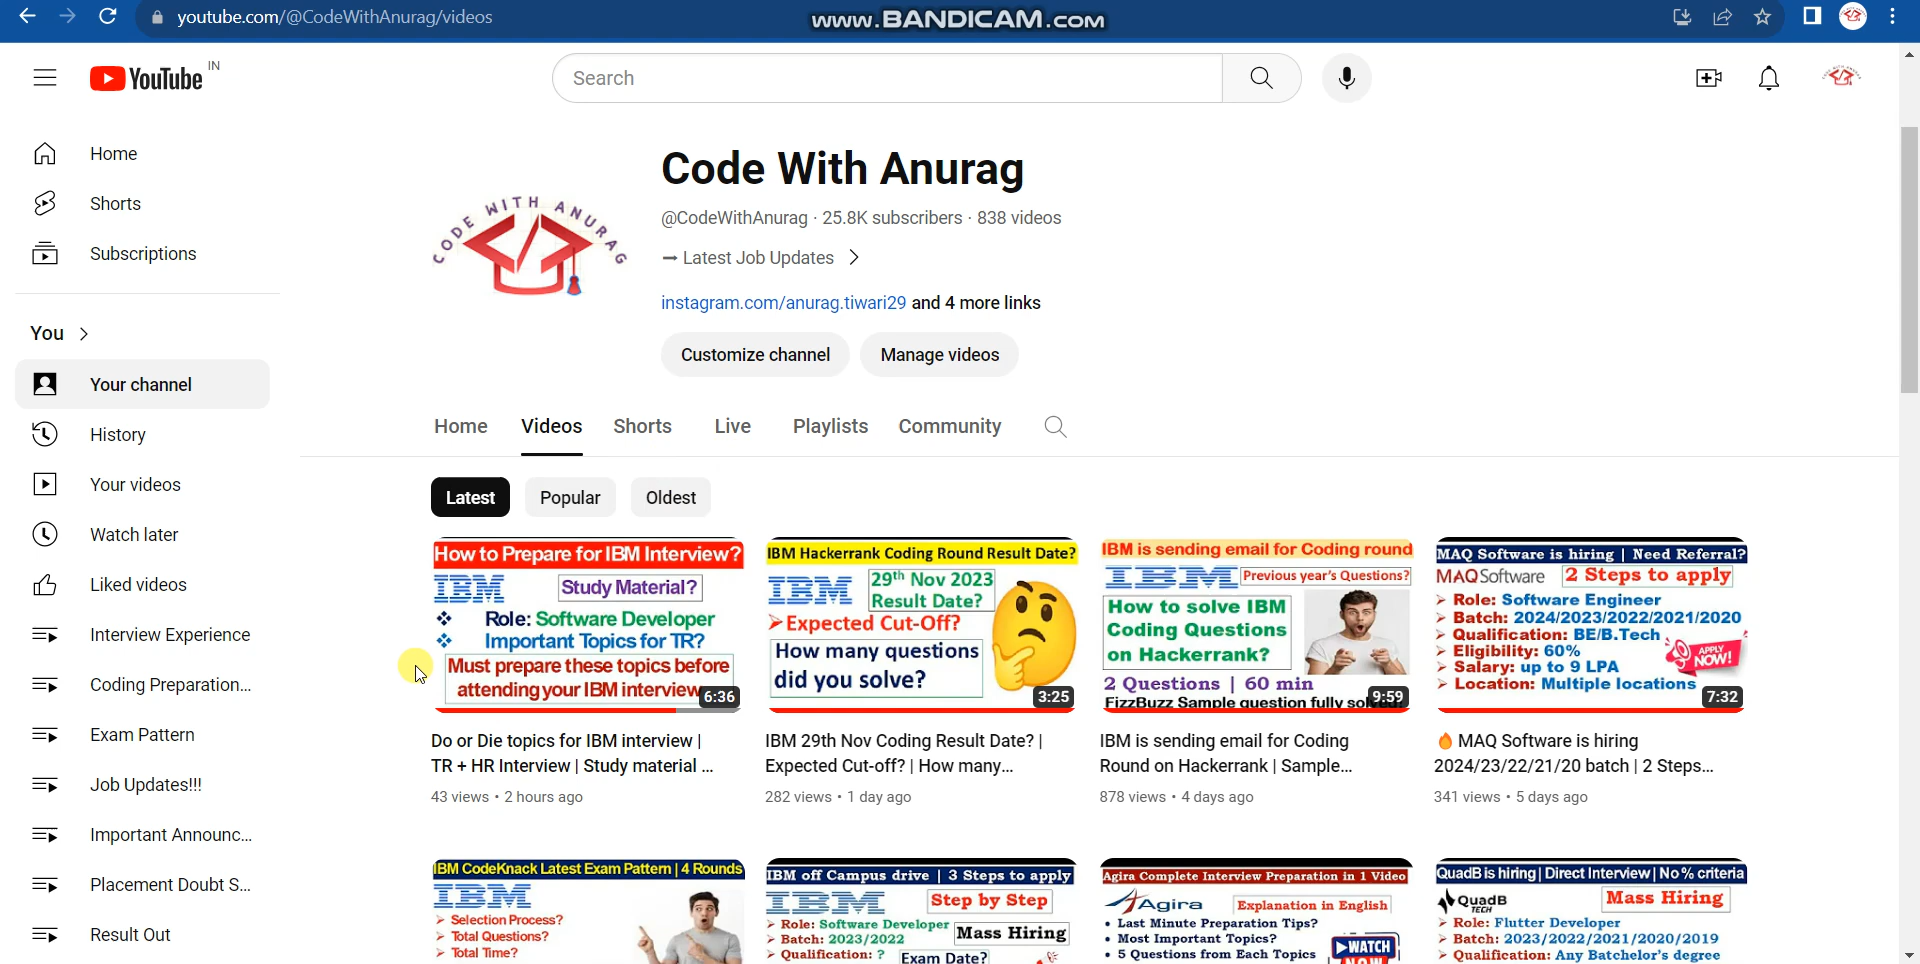 youtube.com/@CodeWithAnurag/videos
www.BANDICAM.com
YouTube IN
Search
Home
Shorts
Subscriptions
You
Your channel
History
Your videos
Watch later
Liked videos
Interview Experience
Coding Preparation...
Exam Pattern
Job Updates!!!
Important Announc...
Placement Doubt S...
Result Out
CODE WITH ANURAG
Code With Anurag
@CodeWithAnurag · 25.8K subscribers · 838 videos
➞ Latest Job Updates
instagram.com/anurag.tiwari29 and 4 more links
Customize channel
Manage videos
Home Videos Shorts Live Playlists Community
Latest Popular Oldest
How to Prepare for IBM Interview?
IBM
Study Material?
Role: Software Developer
Important Topics for TR?
Must prepare these topics before
attending your IBM interview
6:36
Do or Die topics for IBM interview |
TR + HR Interview | Study material ...
43 views • 2 hours ago
IBM Hackerrank Coding Round Result Date?
IBM
29th Nov 2023
Result Date?
Expected Cut-Off?
How many questions
did you solve?
3:25
IBM 29th Nov Coding Result Date? |
Expected Cut-off? | How many...
282 views • 1 day ago
IBM is sending email for Coding round
IBM
Previous year's Questions?
How to solve IBM
Coding Questions
on Hackerrank?
2 Questions | 60 min
FizzBuzz Sample question fully
9:59
IBM is sending email for Coding
Round on Hackerrank | Sample...
878 views • 4 days ago
MAQ Software is hiring | Need Referral?
MAQSoftware
2 Steps to apply
Role: Software Engineer
Batch: 2024/2023/2022/2021/2020
Qualification: BE/B.Tech
Eligibility: 60%
Salary: up to 9 LPA
Location: Multiple locations
APPLY
NOW!
7:32
🔥 MAQ Software is hiring
2024/23/22/21/20 batch | 2 Steps...
341 views • 5 days ago
IBM CodeKnack Latest Exam Pattern | 4 Rounds
IBM
Selection Process?
Total Questions?
Total Time?
IBM off Campus drive | 3 Steps to apply
IBM
Step by Step
Role: Software Developer
Batch: 2023/2022
Mass Hiring
Qualification: ?
Exam Date?
Agira Complete Interview Preparation in 1 Video
Agira
Explanation in English
• Last Minute Preparation Tips?
• Most Important Topics?
• 5 Questions from Each Topics
WATCH
NOW
QuadB is hiring | Direct Interview | No % criteria
QuadB
TECH
Mass Hiring
Role: Flutter Developer
Batch: 2023/2022/2021/2020/2019
Qualification: Any Batchelor's degree